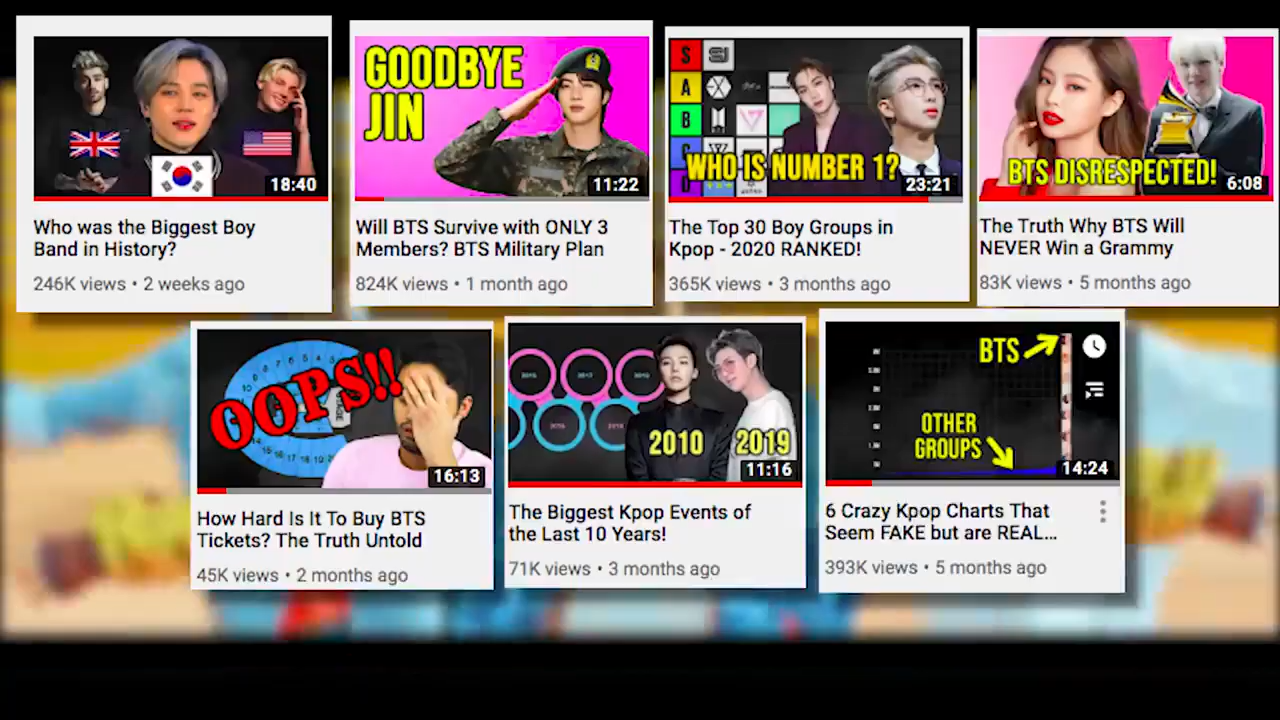 18:40
Who was the Biggest Boy
Band in History?
246K views • 2 weeks ago
GOODBYE
JIN
11:22
Will BTS Survive with ONLY 3
Members? BTS Military Plan
824K views • 1 month ago
S
A
B
WHO IS NUMBER 1?
23:21
The Top 30 Boy Groups in
Kpop - 2020 RANKED!
365K views • 3 months ago
BTS DISRESPECTED!
6:08
The Truth Why BTS Will
NEVER Win a Grammy
83K views • 5 months ago
OOPS!!
16:13
How Hard Is It To Buy BTS
Tickets? The Truth Untold
45K views • 2 months ago
2010
2019
11:16
The Biggest Kpop Events of
the Last 10 Years!
71K views • 3 months ago
BTS
OTHER
GROUPS
14:24
6 Crazy Kpop Charts That
Seem FAKE but are REAL...
393K views • 5 months ago